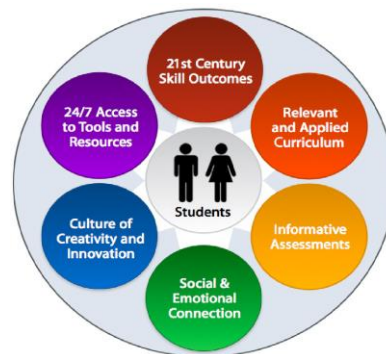 21st Century
Skill Outcomes
24/7 Access
to Tools and
Resources
Relevant
and Applied
Curriculum
Students
Culture of
Creativity and
Innovation
Informative
Assessments
Social &
Emotional
Connection